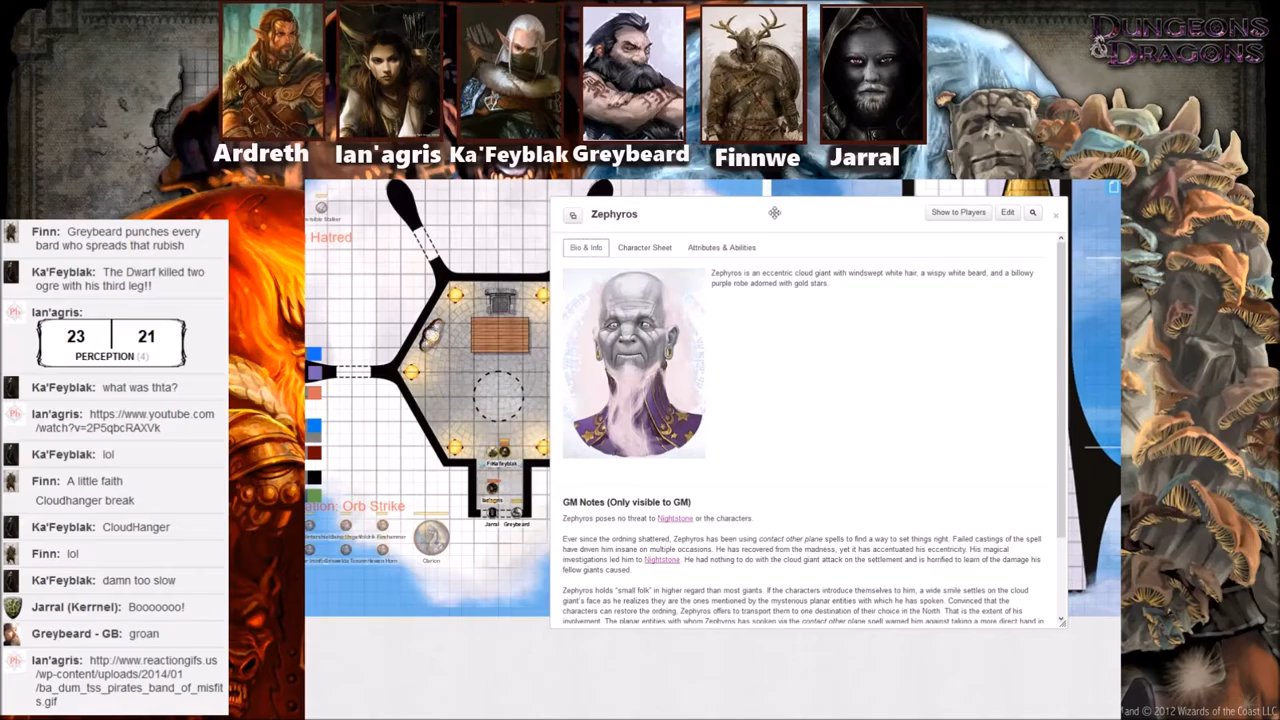 DUNGEONS
& DRAGONS
Ardreth
Ian'agris
Ka'Feyblak
Greybeard
Finnwe
Jarral
Finn: Greybeard punches every
bard who spreads that rubish
Ka'Feyblak: The Dwarf killed two
ogre with his third leg!!
Ian'agris:
23 21
PERCEPTION (4)
Ka'Feyblak: what was thta?
Ian'agris: https://www.youtube.com
/watch?v=2P5qbcRAXVk
Ka'Feyblak: lol
Finn: A little faith
Cloudhanger break
Ka'Feyblak: CloudHanger
Finn: lol
Ka'Feyblak: damn too slow
Jarral (Thornel): Booooooo!
Greybeard - GB: groan
Ian'agris: http://www.reactiongifs.us
/wp-content/uploads/2014/01
/ba_dum_tss_pirates_band_of_misfit
s.gif
Hatred
Orb Strike
Jarral
Greybeard
Clarion
Zephyros
Show to Players
Edit
Bio & Info
Character Sheet
Attributes & Abilities
Zephyros is an eccentric cloud giant with windswept white hair, a wispy white beard, and a billowy
purple robe adorned with gold stars.
GM Notes (Only visible to GM)
Zephyros poses no threat to Nightstone or the characters.
Ever since the ordning shattered, Zephyros has been using contact other plane spells to find a way to set things right. Failed castings of the spell
have driven him insane on multiple occasions. He has recovered from the madness, yet it has accentuated his eccentricity. His magical
investigations led him to Nightstone. He had nothing to do with the cloud giant attack on the settlement and is horrified to learn of the damage his
fellow giants caused.
Zephyros holds "small folk" in higher regard than most giants. If the characters introduce themselves to him, a wide smile settles on the cloud
giant's face as he realizes they are the ones mentioned by the mysterious planar entities with which he has spoken. Convinced that the
characters can restore the ordning, Zephyros offers to transport them to one destination of their choice in the North. That is the extent of his
involvement. The planar entities with whom Zephyros has spoken via the contact other plane spell warned him against taking a more direct hand in
and © 2012 Wizards of the Coast LLC